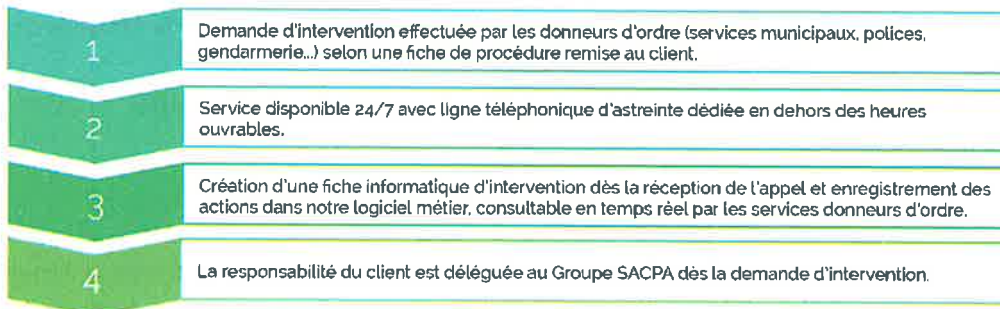 1
Demande d'intervention effectuée par les donneurs d'ordre (services municipaux, polices,
gendarmerie...) selon une fiche de procédure remise au client.
2
Service disponible 24/7 avec ligne téléphonique d'astreinte dédiée en dehors des heures
ouvrables.
3
Création d'une fiche informatique d'intervention dès la réception de l'appel et enregistrement des
actions dans notre logiciel métier, consultable en temps réel par les services donneurs d'ordre.
4
La responsabilité du client est déléguée au Groupe SACPA dès la demande d'intervention.